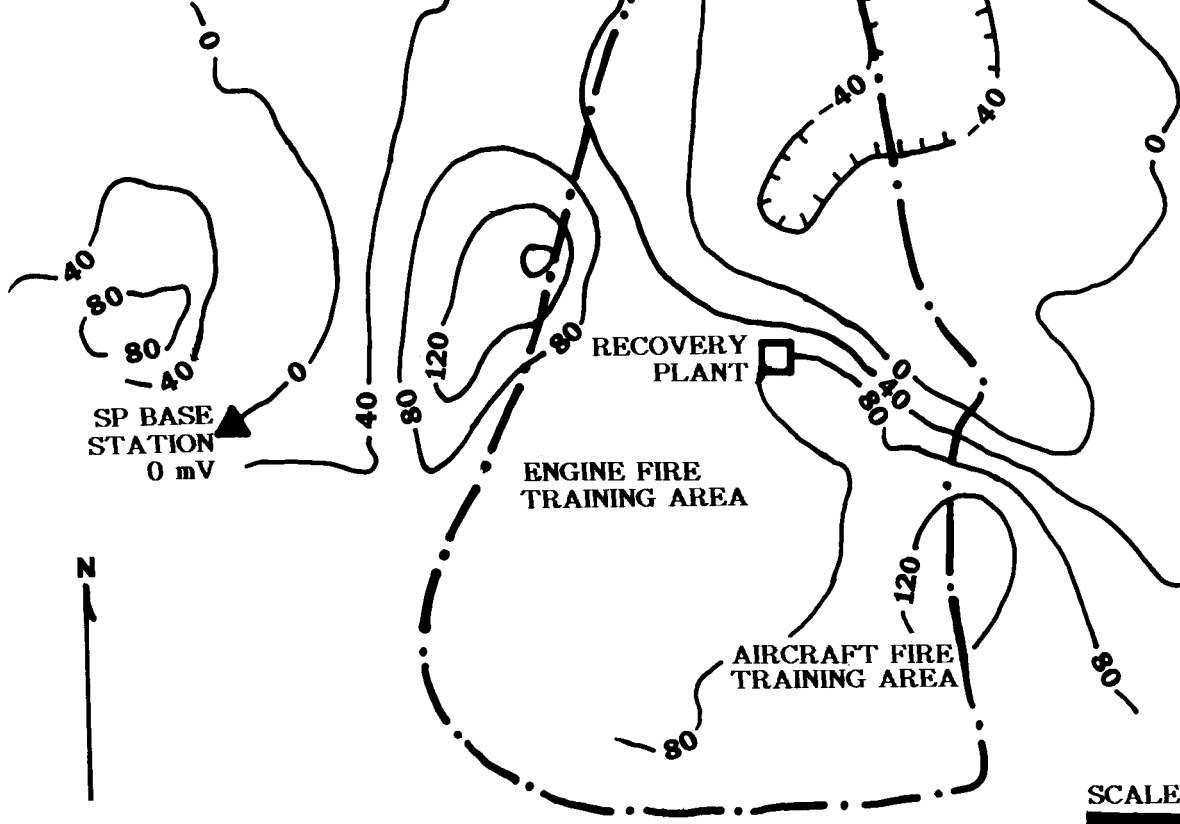 0
-40
-40
0
40
80
80
40
0
120
80
40
80
RECOVERY
PLANT
0
40
80
SP BASE
STATION
0 mV
ENGINE FIRE
TRAINING AREA
N
120
AIRCRAFT FIRE
TRAINING AREA
80
80
SCALE